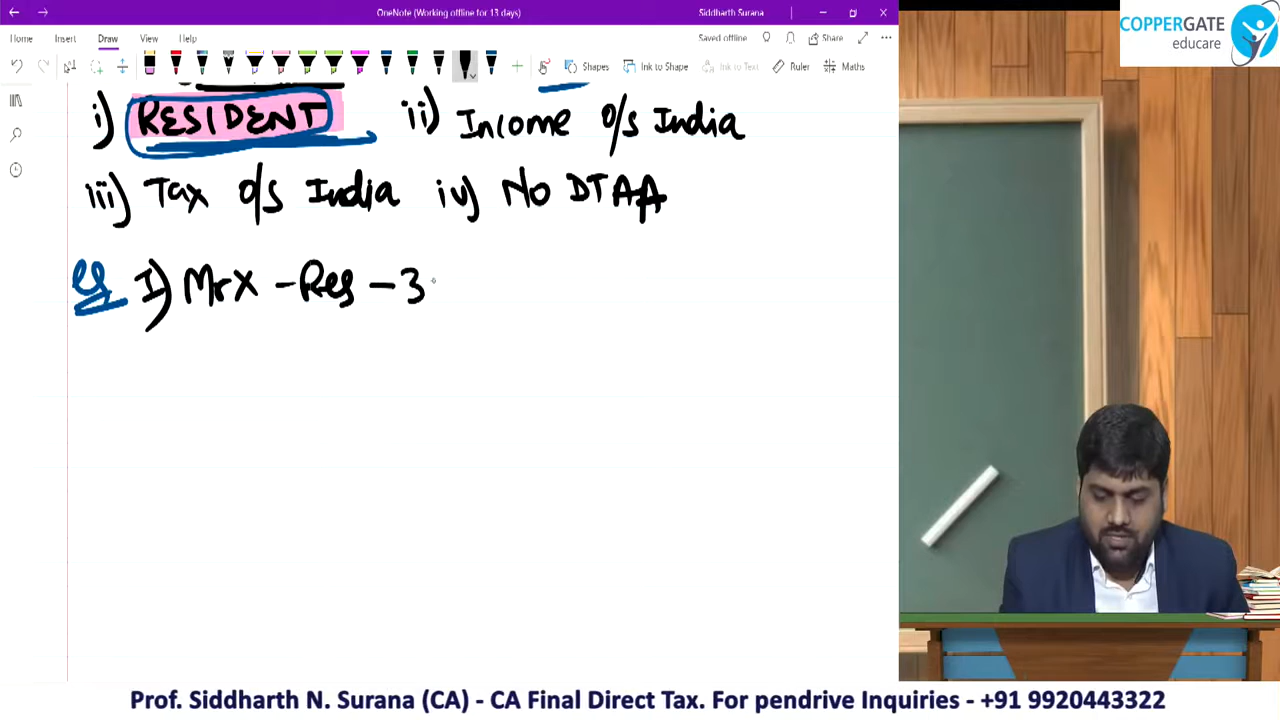 OneNote (Working offline for 13 days)
Siddharth Surana
COPPERGATE
educare
Home Insert Draw View Help
Saved offline
Share
Shapes
Ink to Shape
Ink to Text
Ruler
Maths
i) RESIDENT ii) Income o/s India
iii) Tax o/s India iv) No DTAA
eg I) Mr X - Res - 3
Prof. Siddharth N. Surana (CA) - CA Final Direct Tax. For pendrive Inquiries - +91 9920443322